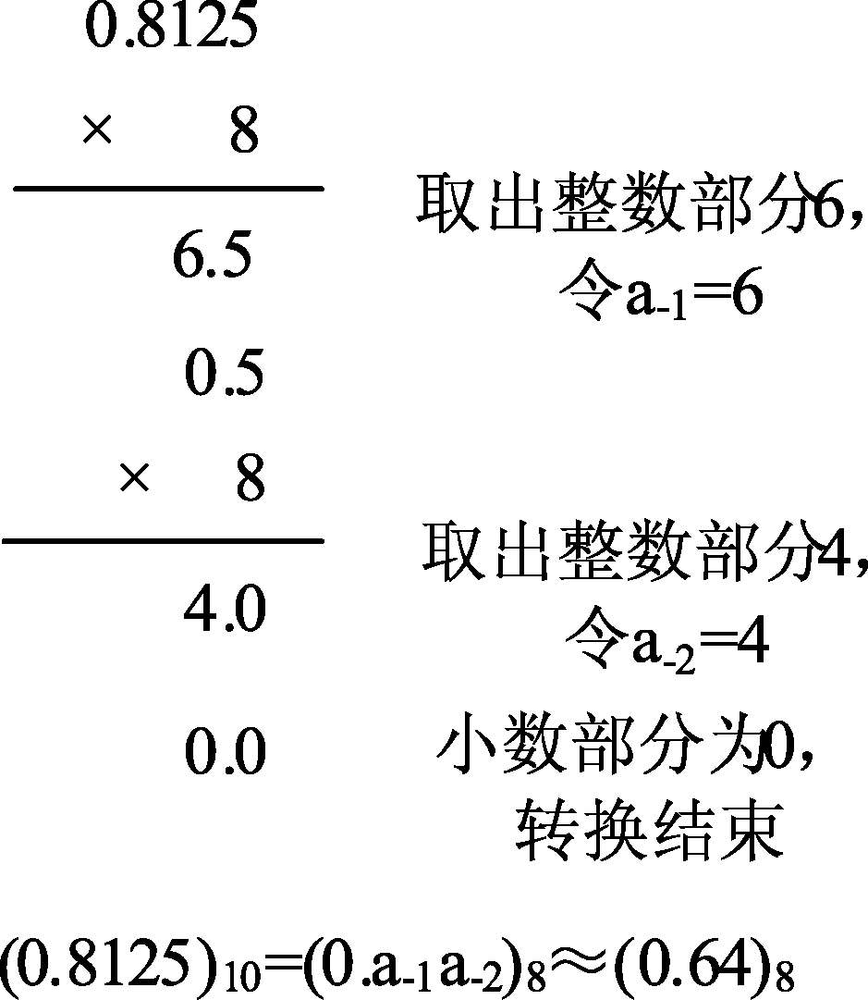 0.8125
× 8
6.5
取出整数部分6,
令a₋₁=6
0.5
× 8
4.0
取出整数部分4,
令a₋₂=4
0.0
小数部分为0,
转换结束
(0.8125)₁₀=(0.a₋₁a₋₂)₈≈(0.64)₈